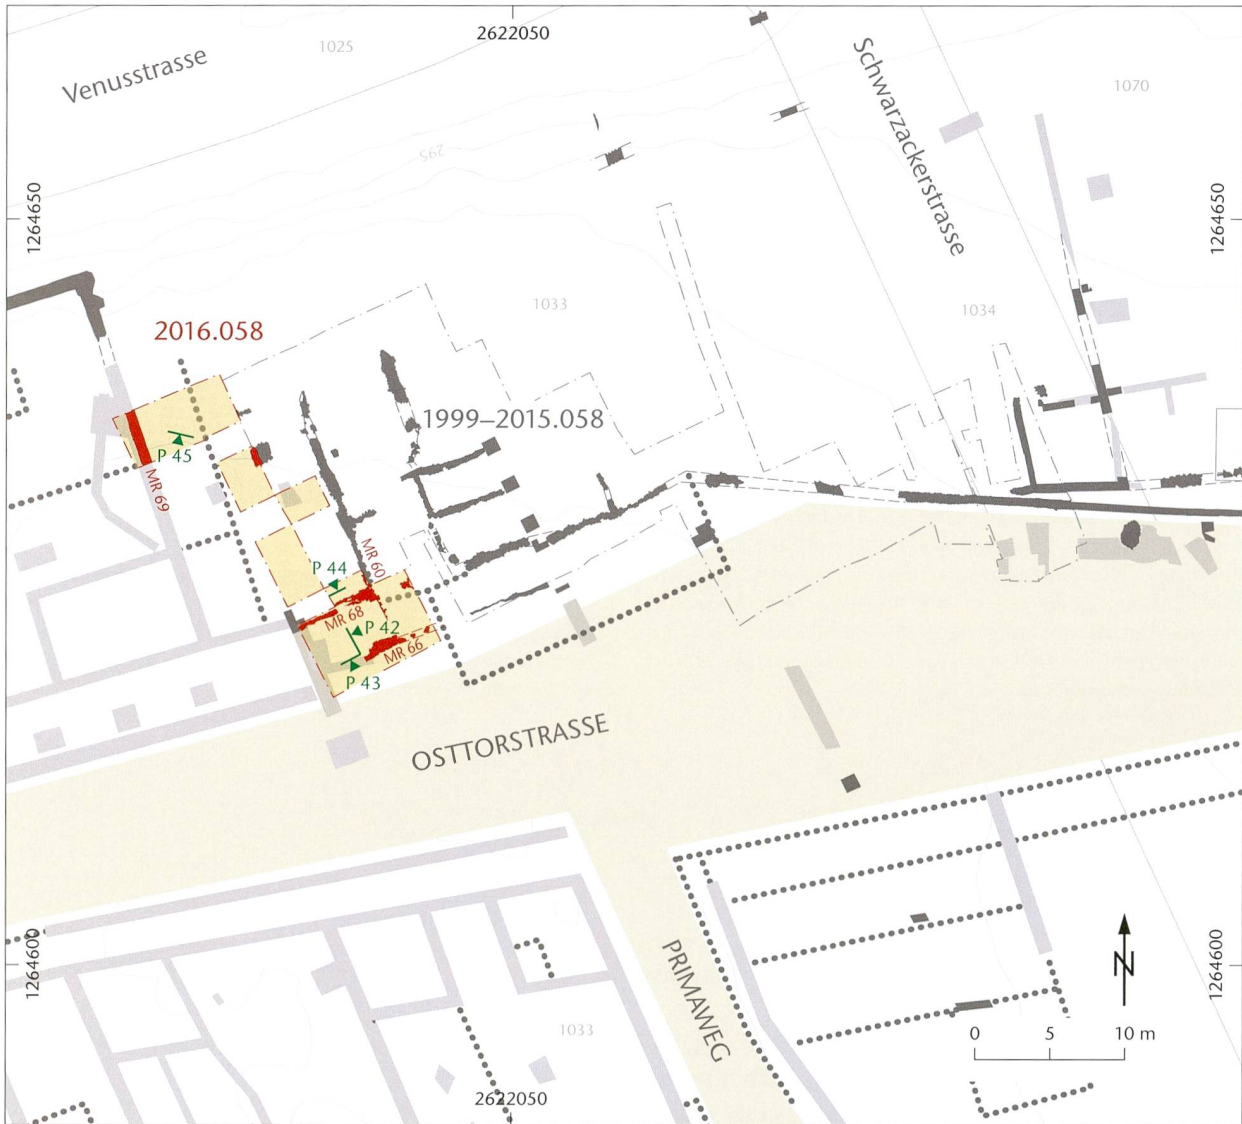 2622050
Venusstrasse
1025
Schwarzackerstrasse
1070
295
1264650
1264650
1033
1034
2016.058
1999–2015.058
P 45
MR 69
MR 60
P 44
MR 68
P 42
MR 66
P 43
OSTTORSTRASSE
PRIMAWEG
N
1264600
1264600
1033
0 5 10 m
2622050